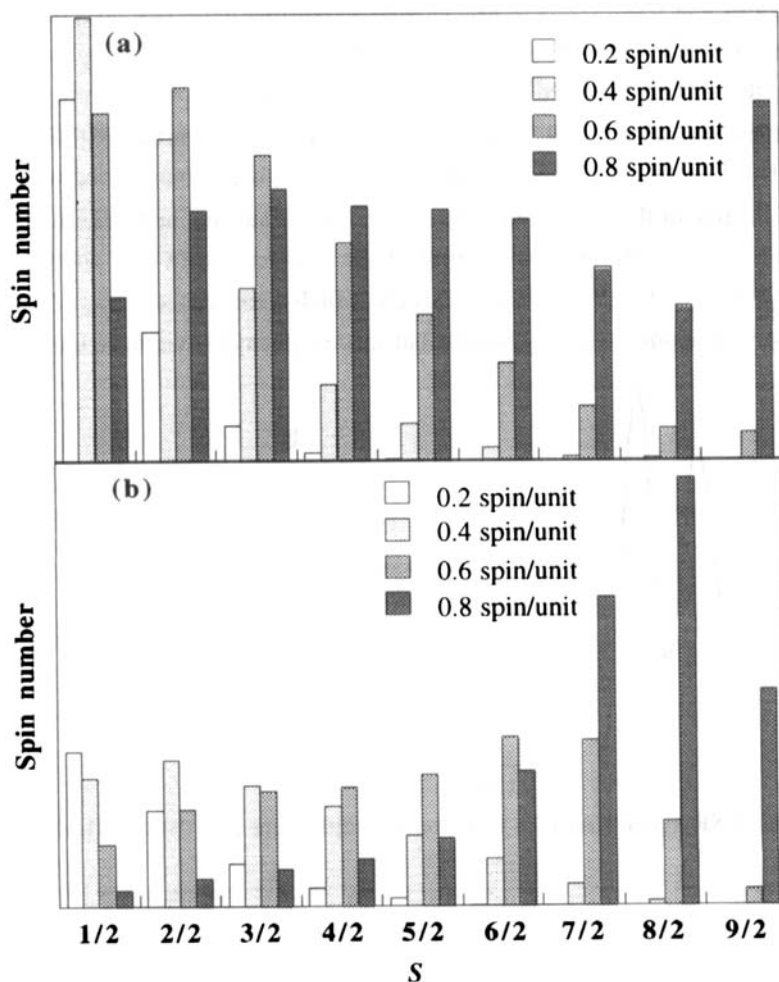 (a)
0.2 spin/unit
0.4 spin/unit
0.6 spin/unit
0.8 spin/unit
Spin number
(b)
0.2 spin/unit
0.4 spin/unit
0.6 spin/unit
0.8 spin/unit
Spin number
1/2 2/2 3/2 4/2 5/2 6/2 7/2 8/2 9/2
S